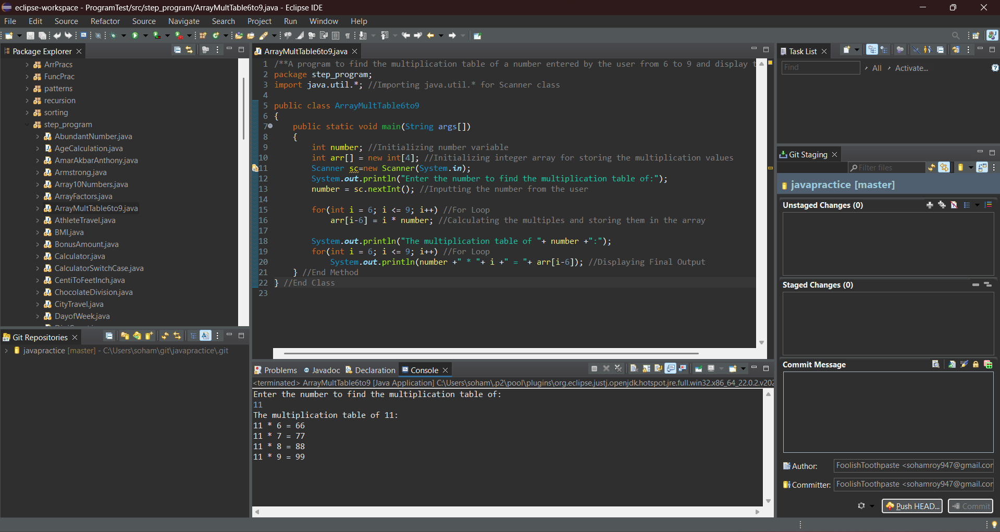 eclipse-workspace - ProgramTest/src/step_program/ArrayMultTable6to9.java - Eclipse IDE
File Edit Source Refactor Source Navigate Search Project Run Window Help
Package Explorer
ArrPracs
FuncPrac
patterns
recursion
sorting
step_program
AbundantNumber.java
AgeCalculation.java
AmarAkbarAnthony.java
Armstrong.java
Array10Numbers.java
ArrayFactors.java
ArrayMultTable6to9.java
AthleteTravel.java
BMI.java
BonusAmount.java
Calculator.java
CalculatorSwitchCase.java
CentiToFeetInch.java
ChocolateDivision.java
CityTravel.java
DayofWeek.java
Git Repositories
javapractice [master] - C:\Users\soham\git\javapractice\.git
ArrayMultTable6to9.java
1 /**A program to find the multiplication table of a number entered by the user from 6 to 9 and display t
2 package step_program;
3 import java.util.*; //Importing java.util.* for Scanner class
4
5 public class ArrayMultTable6to9
6 {
7 public static void main(String args[])
8 {
9 int number; //Initializing number variable
10 int arr[] = new int[4]; //Initializing integer array for storing the multiplication values
11 Scanner sc=new Scanner(System.in);
12 System.out.println("Enter the number to find the multiplication table of:");
13 number = sc.nextInt(); //Inputting the number from the user
14
15 for(int i = 6; i <= 9; i++) //For Loop
16 arr[i-6] = i * number; //Calculating the multiples and storing them in the array
17
18 System.out.println("The multiplication table of "+ number +":");
19 for(int i = 6; i <= 9; i++) //For Loop
20 System.out.println(number +" * "+ i +" = "+ arr[i-6]); //Displaying Final Output
21 } //End Method
22 } //End Class
23
Problems Javadoc Declaration Console
<terminated> ArrayMultTable6to9 [Java Application] C:\Users\soham\.p2\pool\plugins\org.eclipse.justj.openjdk.hotspot.jre.full.win32.x86_64_22.0.2.v202
Enter the number to find the multiplication table of:
11
The multiplication table of 11:
11 * 6 = 66
11 * 7 = 77
11 * 8 = 88
11 * 9 = 99
Task List
Find All Activate...
Git Staging
Filter files
javapractice [master]
Unstaged Changes (0)
Staged Changes (0)
Commit Message
Author: FoolishToothpaste <sohamroy947@gmail.com
Committer: FoolishToothpaste <sohamroy947@gmail.com
Push HEAD... Commit